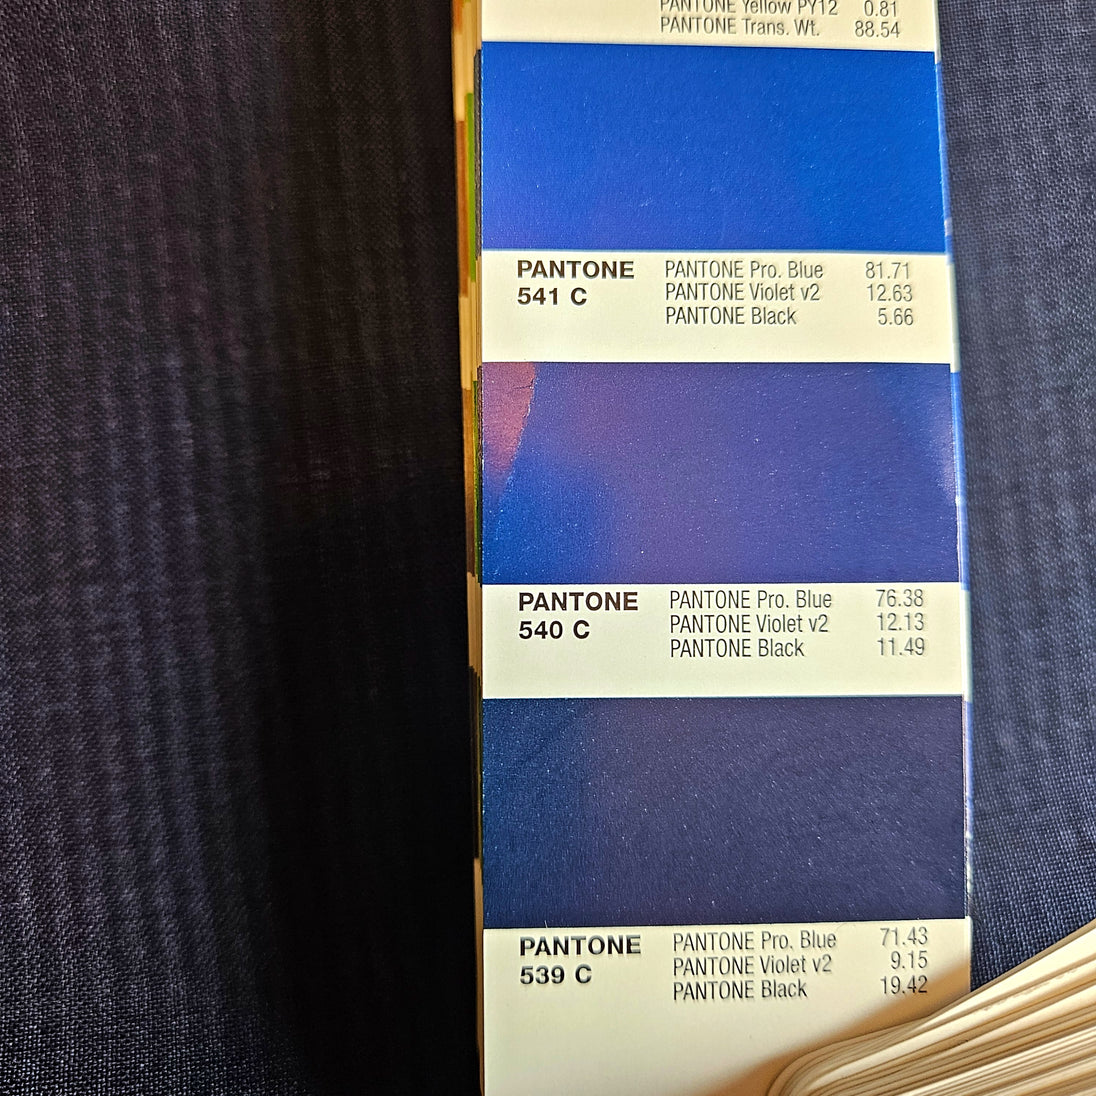 PANTONE Yellow PY12 0.81
PANTONE Trans. Wt. 88.54
PANTONE 541 C
PANTONE Pro. Blue 81.71
PANTONE Violet v2 12.63
PANTONE Black 5.66
PANTONE 540 C
PANTONE Pro. Blue 76.38
PANTONE Violet v2 12.13
PANTONE Black 11.49
PANTONE 539 C
PANTONE Pro. Blue 71.43
PANTONE Violet v2 9.15
PANTONE Black 19.42